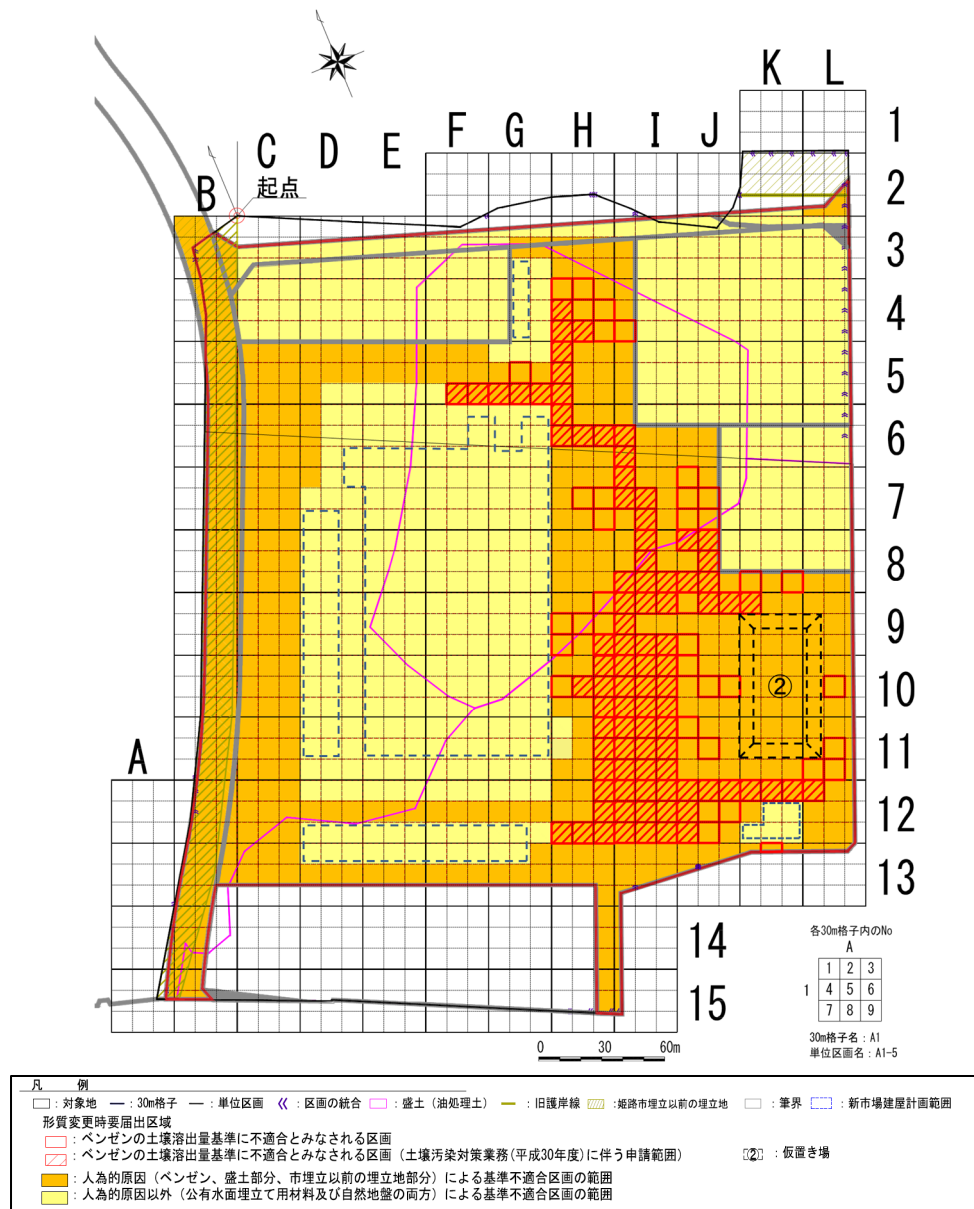 K L
1
F G H I J
C D E
2
B 起点
3
4
5
6
7
8
9
②
10
11
A
12
13
14
各30m格子内のNo
A
1 2 3
1 4 5 6
7 8 9
15
30m格子名：A1
単位区画名：A1-5
0 30 60m
凡 例
：対象地 ：30m格子 ：単位区画 ：区画の統合 ：盛土（油処理土） ：旧護岸線 ：姫路市埋立以前の埋立地 ：筆界 ：新市場建屋計画範囲
形質変更時要届出区域
：ベンゼンの土壌溶出量基準に不適合とみなされる区画
：ベンゼンの土壌溶出量基準に不適合とみなされる区画（土壌汚染対策業務(平成30年度)に伴う申請範囲） ② ：仮置き場
：人為的原因（ベンゼン、盛土部分、市埋立以前の埋立地部分）による基準不適合区画の範囲
：人為的原因以外（公有水面埋立て用材料及び自然地盤の両方）による基準不適合区画の範囲